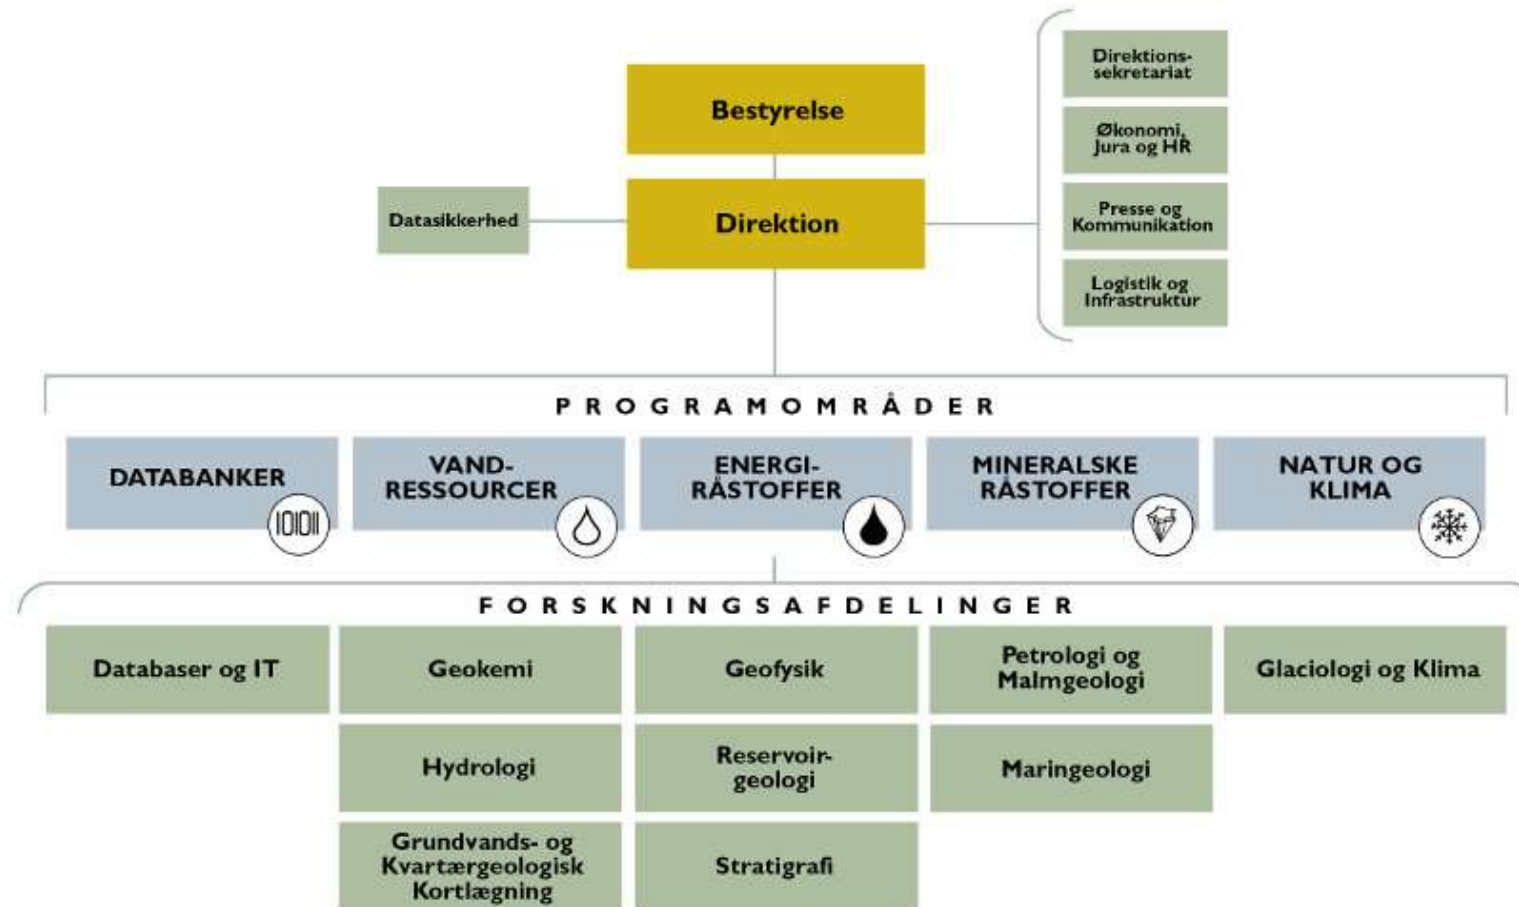 Direktions-
sekretariat
Bestyrelse
Økonomi,
Jura og HR
Datasikkerhed
Direktion
Presse og
Kommunikation
Logistik og
Infrastruktur
PROGRAMOMRÅDER
DATABANKER
VAND-
RESSOURCER
ENERGI-
RÅSTOFFER
MINERALSKE
RÅSTOFFER
NATUR OG
KLIMA
101011
FORSKNINGSAFDELINGER
Databaser og IT
Geokemi
Geofysik
Petrologi og
Malmgeologi
Glaciologi og Klima
Hydrologi
Reservoir-
geologi
Maringeologi
Grundvands- og
Kvartærgeologisk
Kortlægning
Stratigrafi